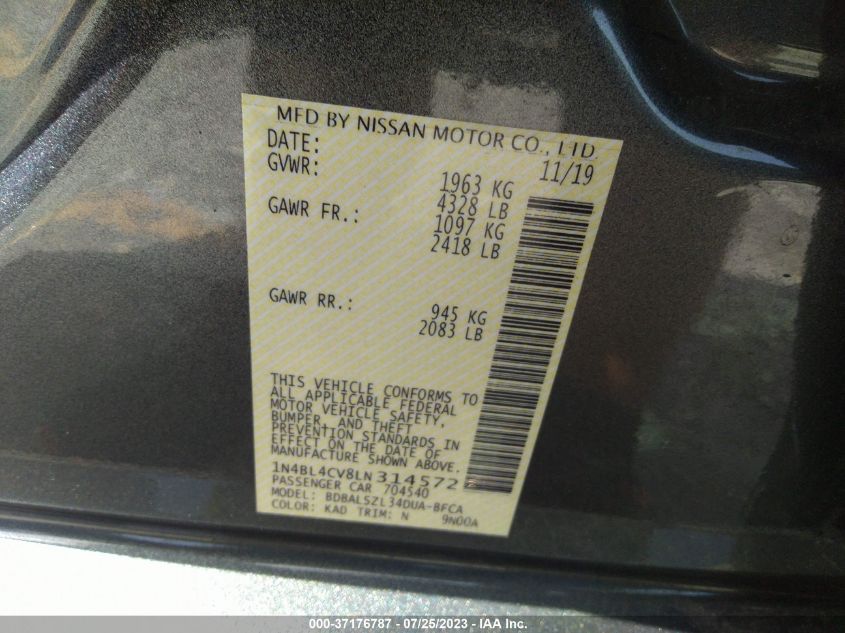 MFD BY NISSAN MOTOR CO., LTD.
DATE: 11/19
GVWR: 1963 KG
4328 LB
GAWR FR.: 1097 KG
2418 LB
GAWR RR.: 945 KG
2083 LB
THIS VEHICLE CONFORMS TO
ALL APPLICABLE FEDERAL
MOTOR VEHICLE SAFETY,
BUMPER, AND THEFT
PREVENTION STANDARDS IN
EFFECT ON THE DATE OF
MANUFACTURE SHOWN ABOVE.
1N4BL4CV8LN314572
PASSENGER CAR 704540
MODEL: BDBALSZL34DUA-BFCA
COLOR: KAD TRIM: N 9N00A
000-37176787 - 07/25/2023 - IAA Inc.